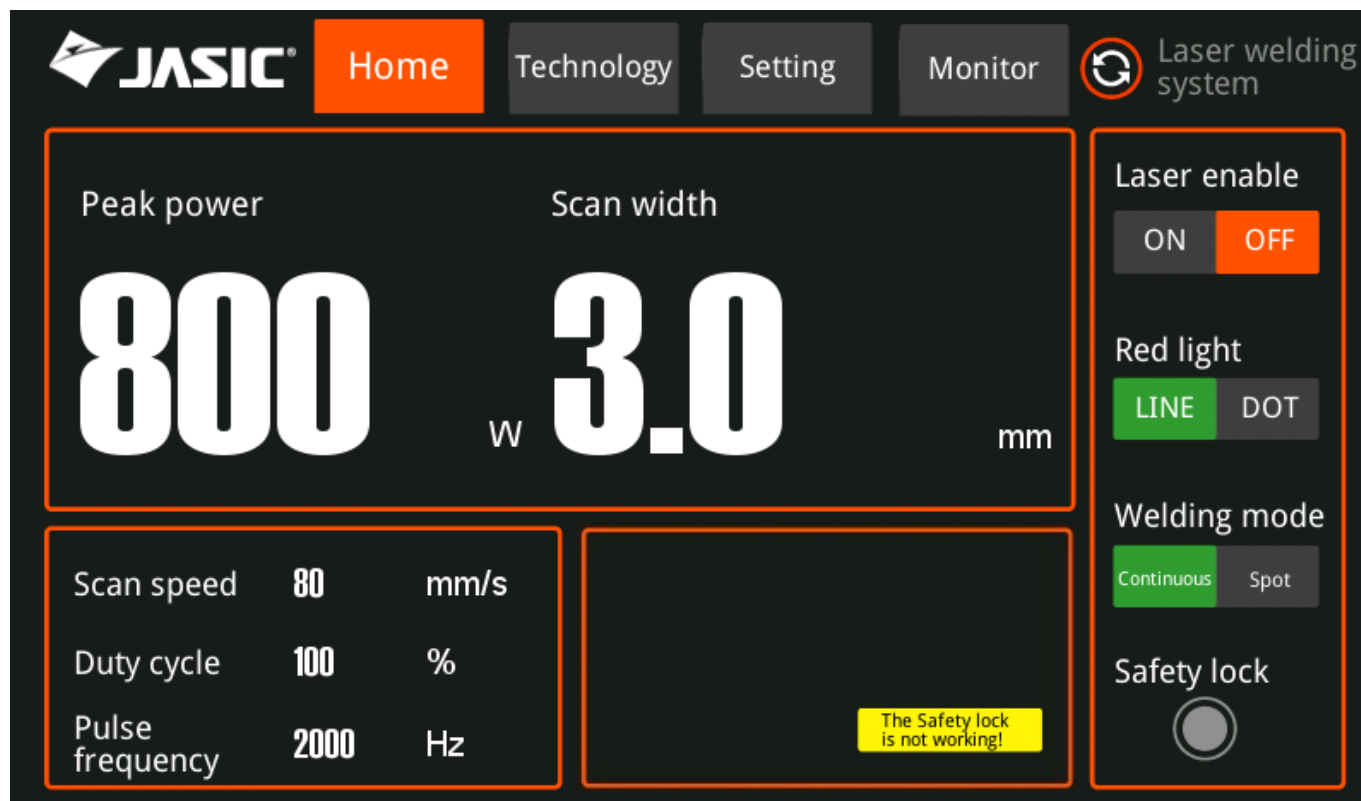 JASIC®
Home
Technology
Setting
Monitor
Laser welding
system
Peak power
800 W
Scan width
3.0 mm
Scan speed 80 mm/s
Duty cycle 100 %
Pulse
frequency 2000 Hz
The Safety lock
is not working!
Laser enable
ON OFF
Red light
LINE DOT
Welding mode
Continuous Spot
Safety lock